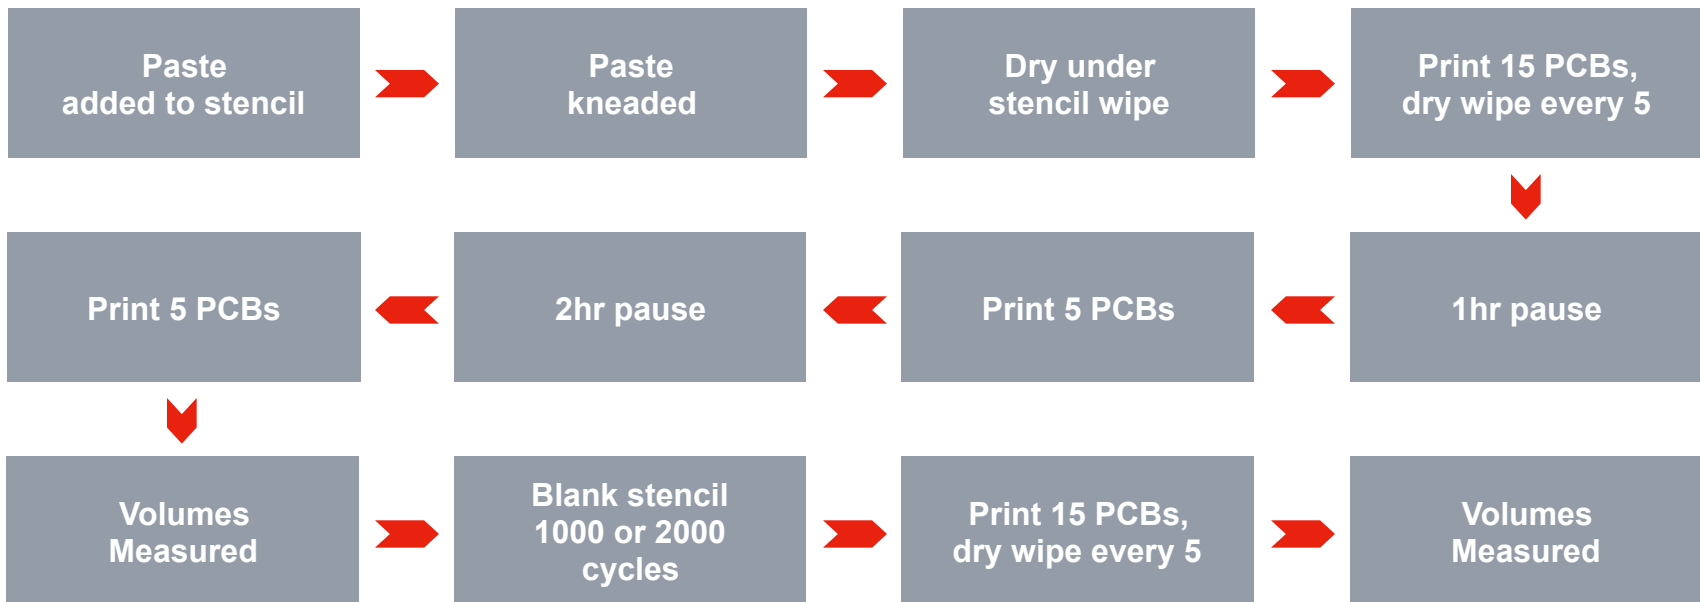 Paste
added to stencil
Paste
kneaded
Dry under
stencil wipe
Print 15 PCBs,
dry wipe every 5
1hr pause
Print 5 PCBs
2hr pause
Print 5 PCBs
Volumes
Measured
Blank stencil
1000 or 2000
cycles
Print 15 PCBs,
dry wipe every 5
Volumes
Measured